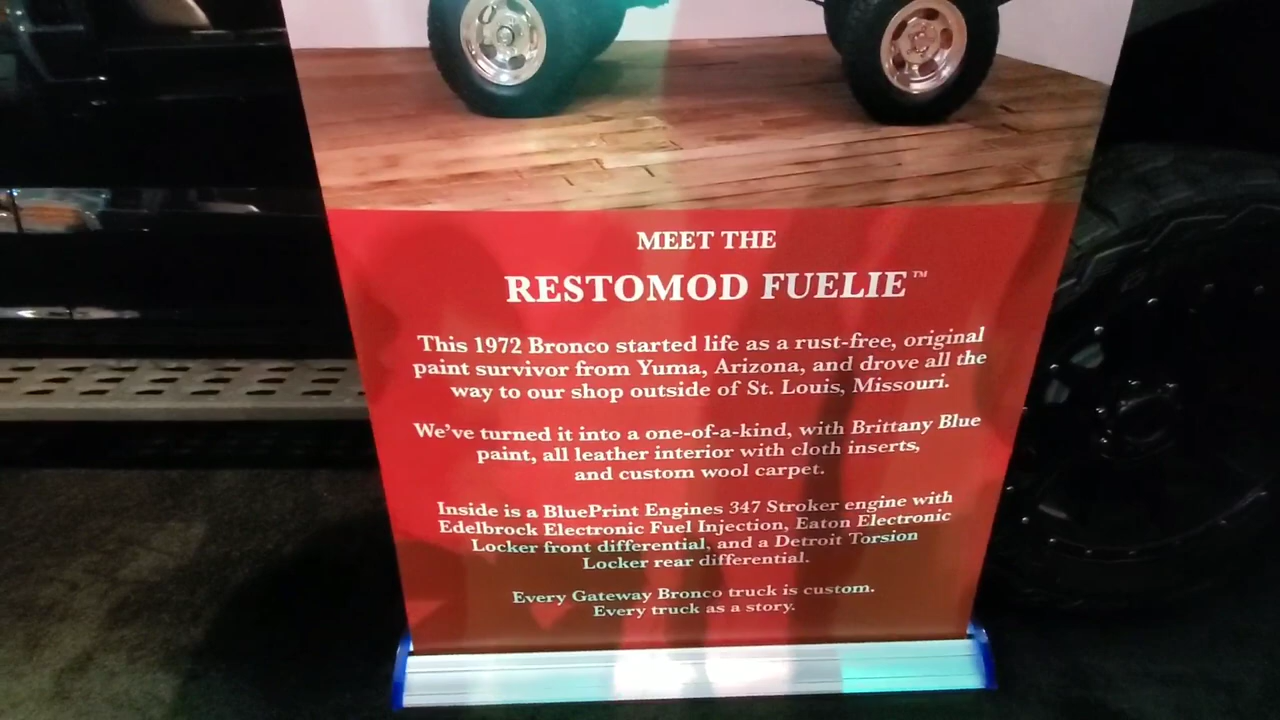 MEET THE
RESTOMOD FUELIE™
This 1972 Bronco started life as a rust-free, original
paint survivor from Yuma, Arizona, and drove all the
way to our shop outside of St. Louis, Missouri.
We've turned it into a one-of-a-kind, with Brittany Blue
paint, all leather interior with cloth inserts,
and custom wool carpet.
Inside is a BluePrint Engines 347 Stroker engine with
Edelbrock Electronic Fuel Injection, Eaton Electronic
Locker front differential, and a Detroit Torsion
Locker rear differential.
Every Gateway Bronco truck is custom.
Every truck as a story.